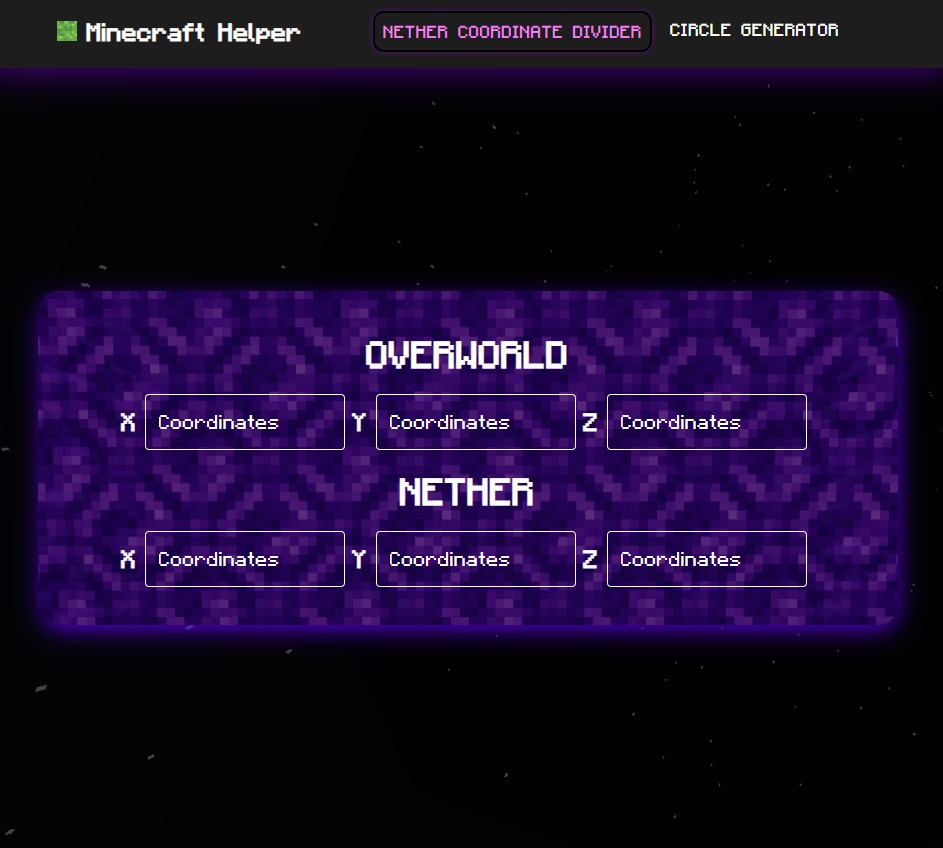 Minecraft Helper NETHER COORDINATE DIVIDER CIRCLE GENERATOR
OVERWORLD
X Coordinates Y Coordinates Z Coordinates
NETHER
X Coordinates Y Coordinates Z Coordinates